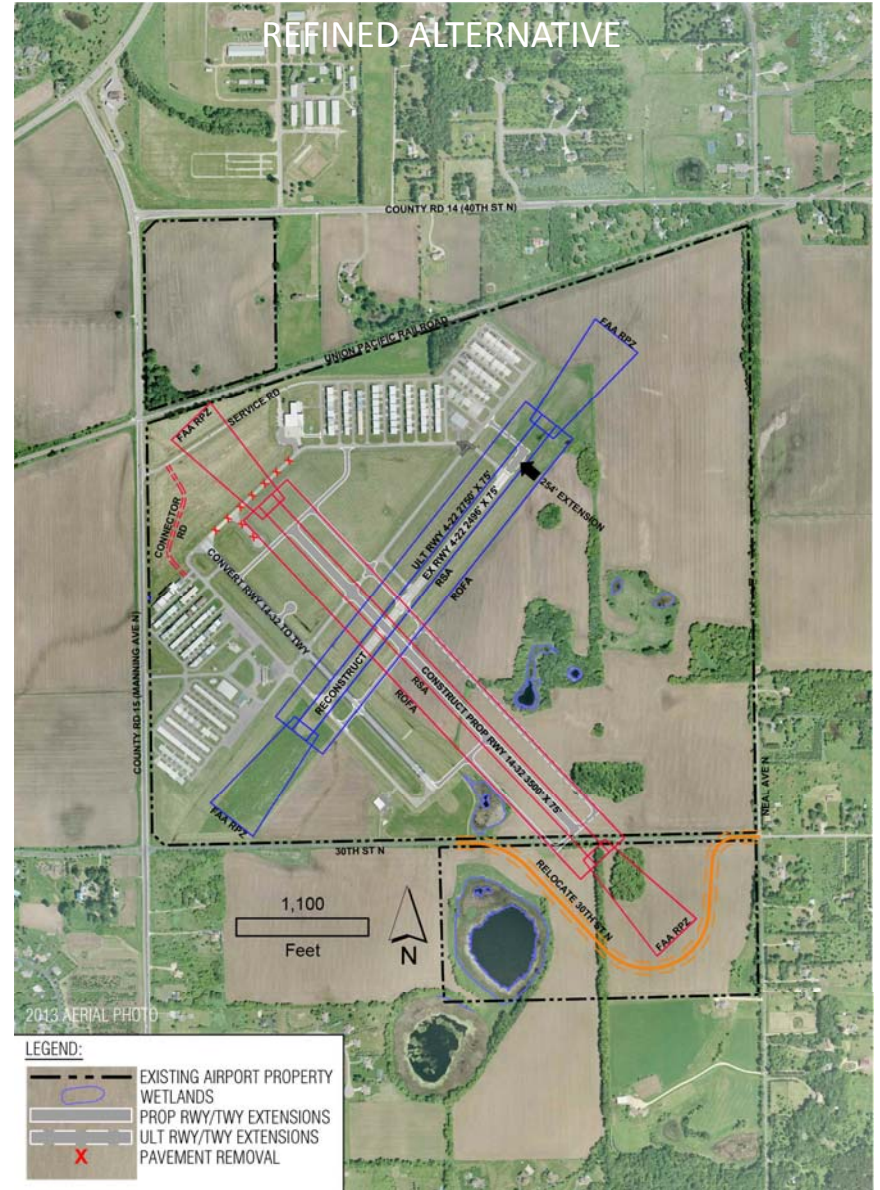 REFINED ALTERNATIVE
COUNTY RD 14 (40TH ST N)
UNION PACIFIC RAILROAD
FAA RPZ
SERVICE RD
FAA RPZ
CONNECTOR
RD
254' EXTENSION
ULT RWY 4-22 2750' X 75'
EX RWY 4-22 2496' X 75'
RSA
ROFA
CONVERT RWY 14-32 TO TWY
RECONSTRUCT
RSA
ROFA
CONSTRUCT PROP RWY 14-32 3500' X 75'
COUNTY RD 15 (MANNING AVE N)
NEAL AVE N
FAA RPZ
30TH ST N
RELOCATE 30TH ST N
FAA RPZ
1,100
Feet
N
2013 AERIAL PHOTO
LEGEND:
EXISTING AIRPORT PROPERTY
WETLANDS
PROP RWY/TWY EXTENSIONS
ULT RWY/TWY EXTENSIONS
X PAVEMENT REMOVAL